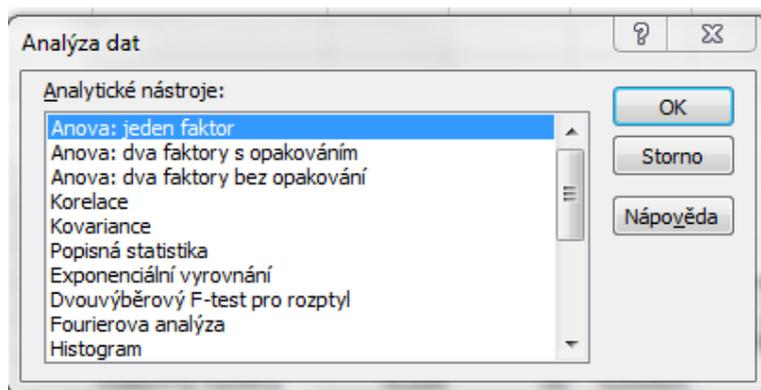 Analýza dat
Analytické nástroje:
Anova: jeden faktor
Anova: dva faktory s opakováním
Anova: dva faktory bez opakování
Korelace
Kovariance
Popisná statistika
Exponenciální vyrovnání
Dvouvýběrový F-test pro rozptyl
Fourierova analýza
Histogram
OK
Storno
Nápověda